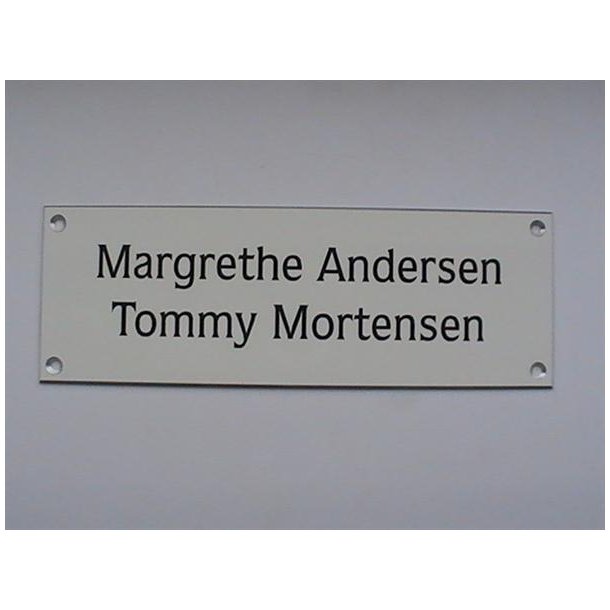 Margrethe Andersen
Tommy Mortensen